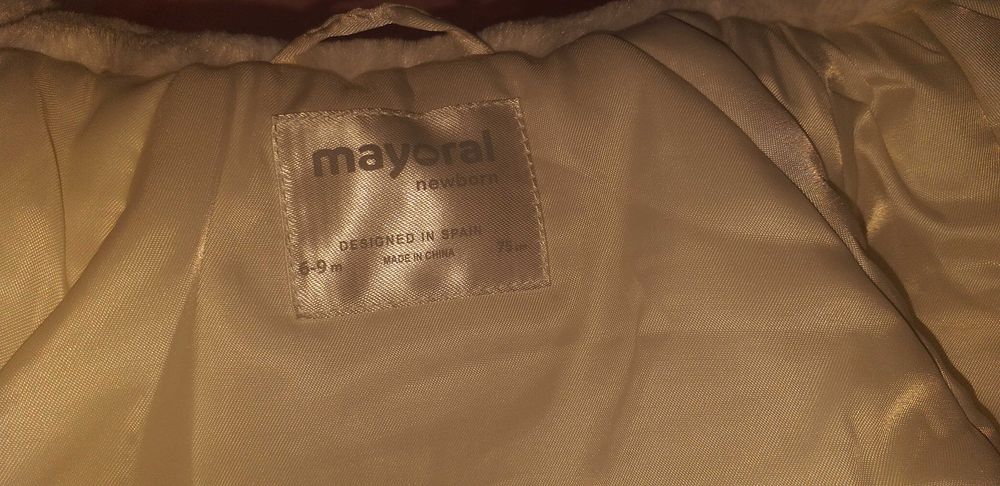 mayoral
newborn
DESIGNED IN SPAIN
6-9 m MADE IN CHINA 75 cm